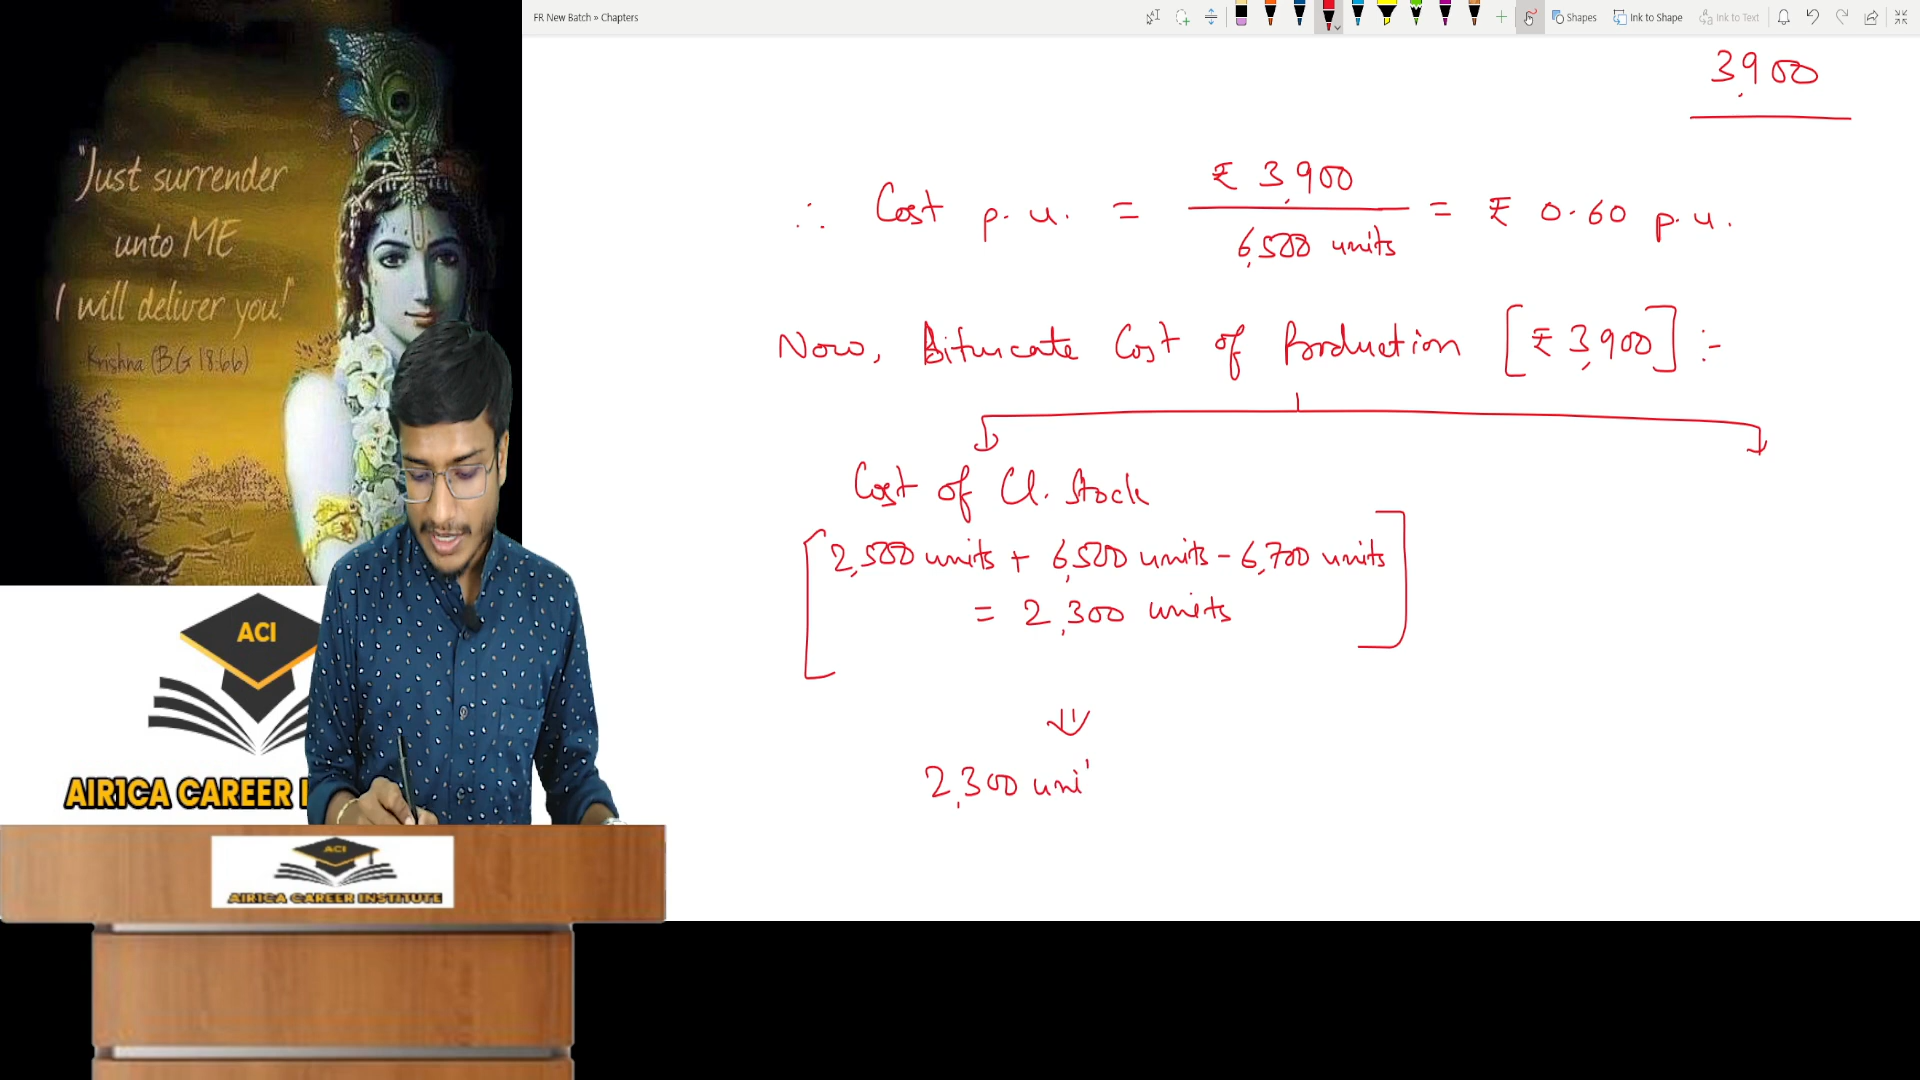 FR New Batch » Chapters
Ink to Shape
Shapes
Ink to Text
"Just surrender
unto ME
I will deliver you!"
- Krishna (B.G 18:66)
3,900
∴ Cost p.u. = ₹ 3,900 / 6,500 units = ₹ 0.60 p.u.
Now, Bifurcate Cost of Production [₹ 3,900] :-
Cost of Cl. Stock
[2,500 units + 6,500 units - 6,700 units
= 2,300 units]
2,300 uni
ACI
AIR1CA CAREER I
ACI
AIR1CA CAREER INSTITUTE